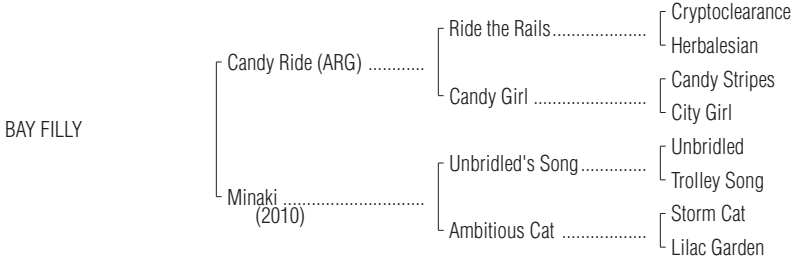 Cryptoclearance
Ride the Rails....................
Herbalesian
Candy Ride (ARG) ............
Candy Stripes
Candy Girl ........................
City Girl
BAY FILLY
Unbridled
Unbridled's Song..............
Trolley Song
Minaki ..............................
(2010)
Storm Cat
Ambitious Cat ..................
Lilac Garden